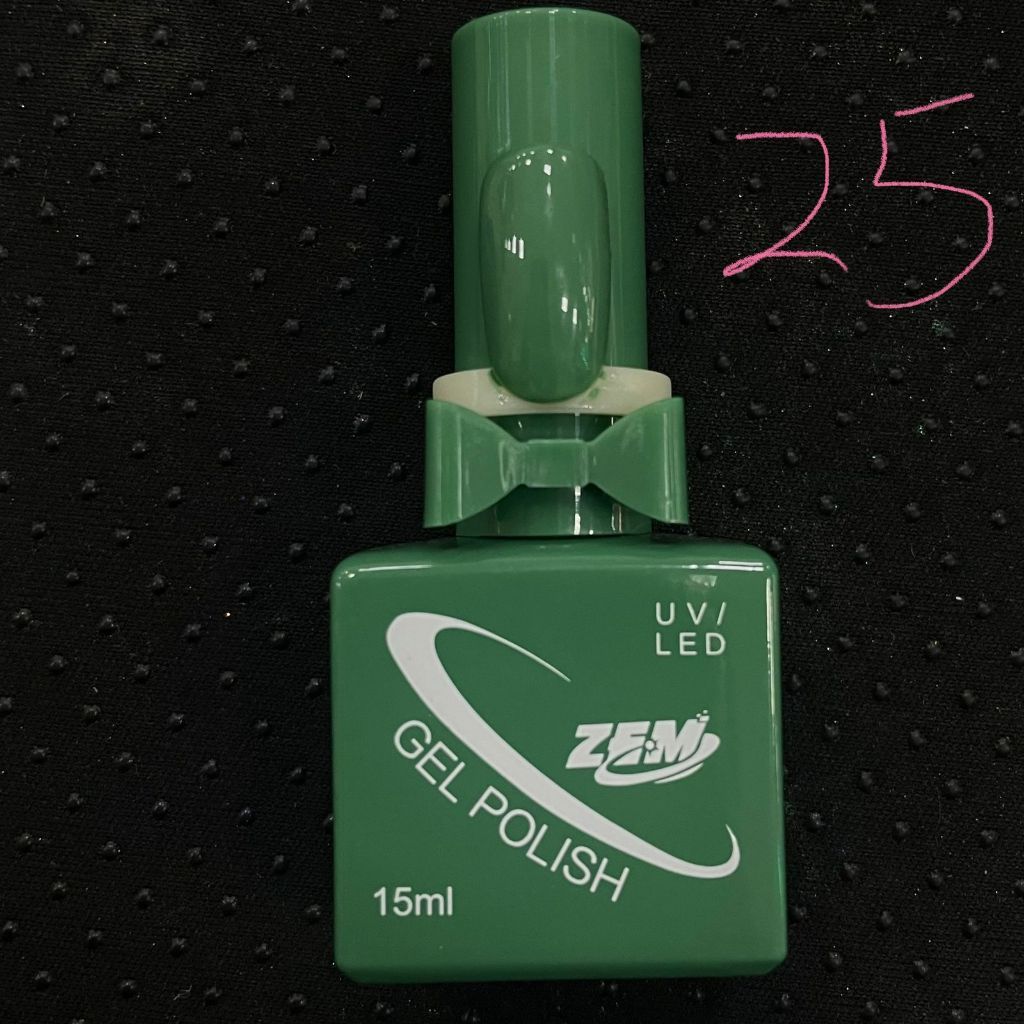 25
UV/
LED
ZEM
GEL POLISH
15ml